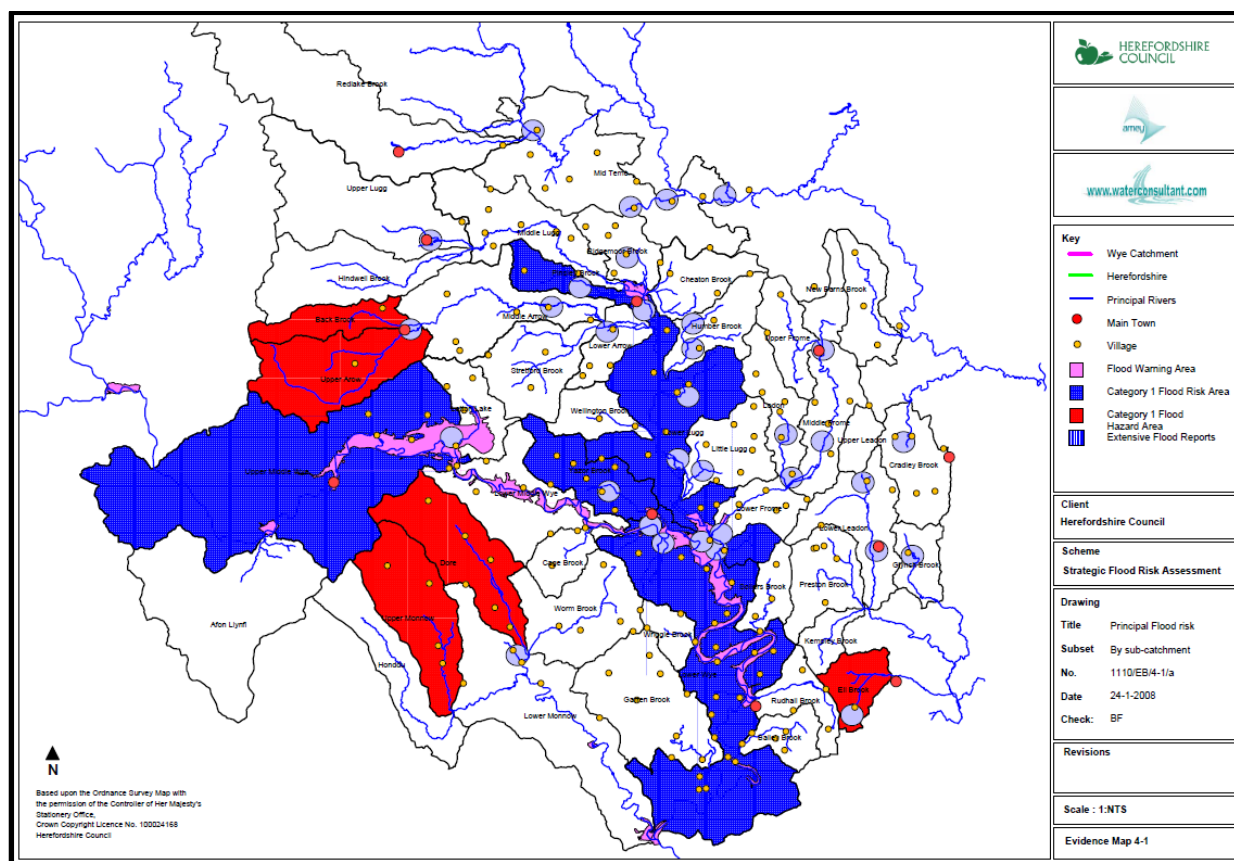 Redlake Brook
Upper Lugg
Mid Teme
Middle Lugg
Hindwell Brook
Cheaton Brook
New Barns Brook
Back Brook
Middle Arrow
Humber Brook
Upper Frome
Lower Arrow
Upper Arow
Stretford Brook
Wellington Brook
Lodon
Middle Frome
Little Lugg
Upper Leadon
Cradley Brook
Lower Middle Wye
Lower Frome
Lower Leadon
Dore
Cage Brook
Preston Brook
Worm Brook
Afon Llynfi
Upper Monnow
Wriggle Brook
Kempley Brook
Honddu
Ell Brook
Garren Brook
Rudhall Brook
Lower Monnow
Bailey Brook
N
Based upon the Ordnance Survey Map with
the permission of the Controller of Her Majesty's
Stationery Office,
Crown Copyright Licence No. 100024168
Herefordshire Council
HEREFORDSHIRE
COUNCIL
amey
www.waterconsultant.com
Key
Wye Catchment
Herefordshire
Principal Rivers
Main Town
Village
Flood Warning Area
Category 1 Flood Risk Area
Category 1 Flood
Hazard Area
Extensive Flood Reports
Client
Herefordshire Council
Scheme
Strategic Flood Risk Assessment
Drawing
Title Principal Flood risk
Subset By sub-catchment
No. 1110/EB/4-1/a
Date 24-1-2008
Check: BF
Revisions
Scale : 1:NTS
Evidence Map 4-1